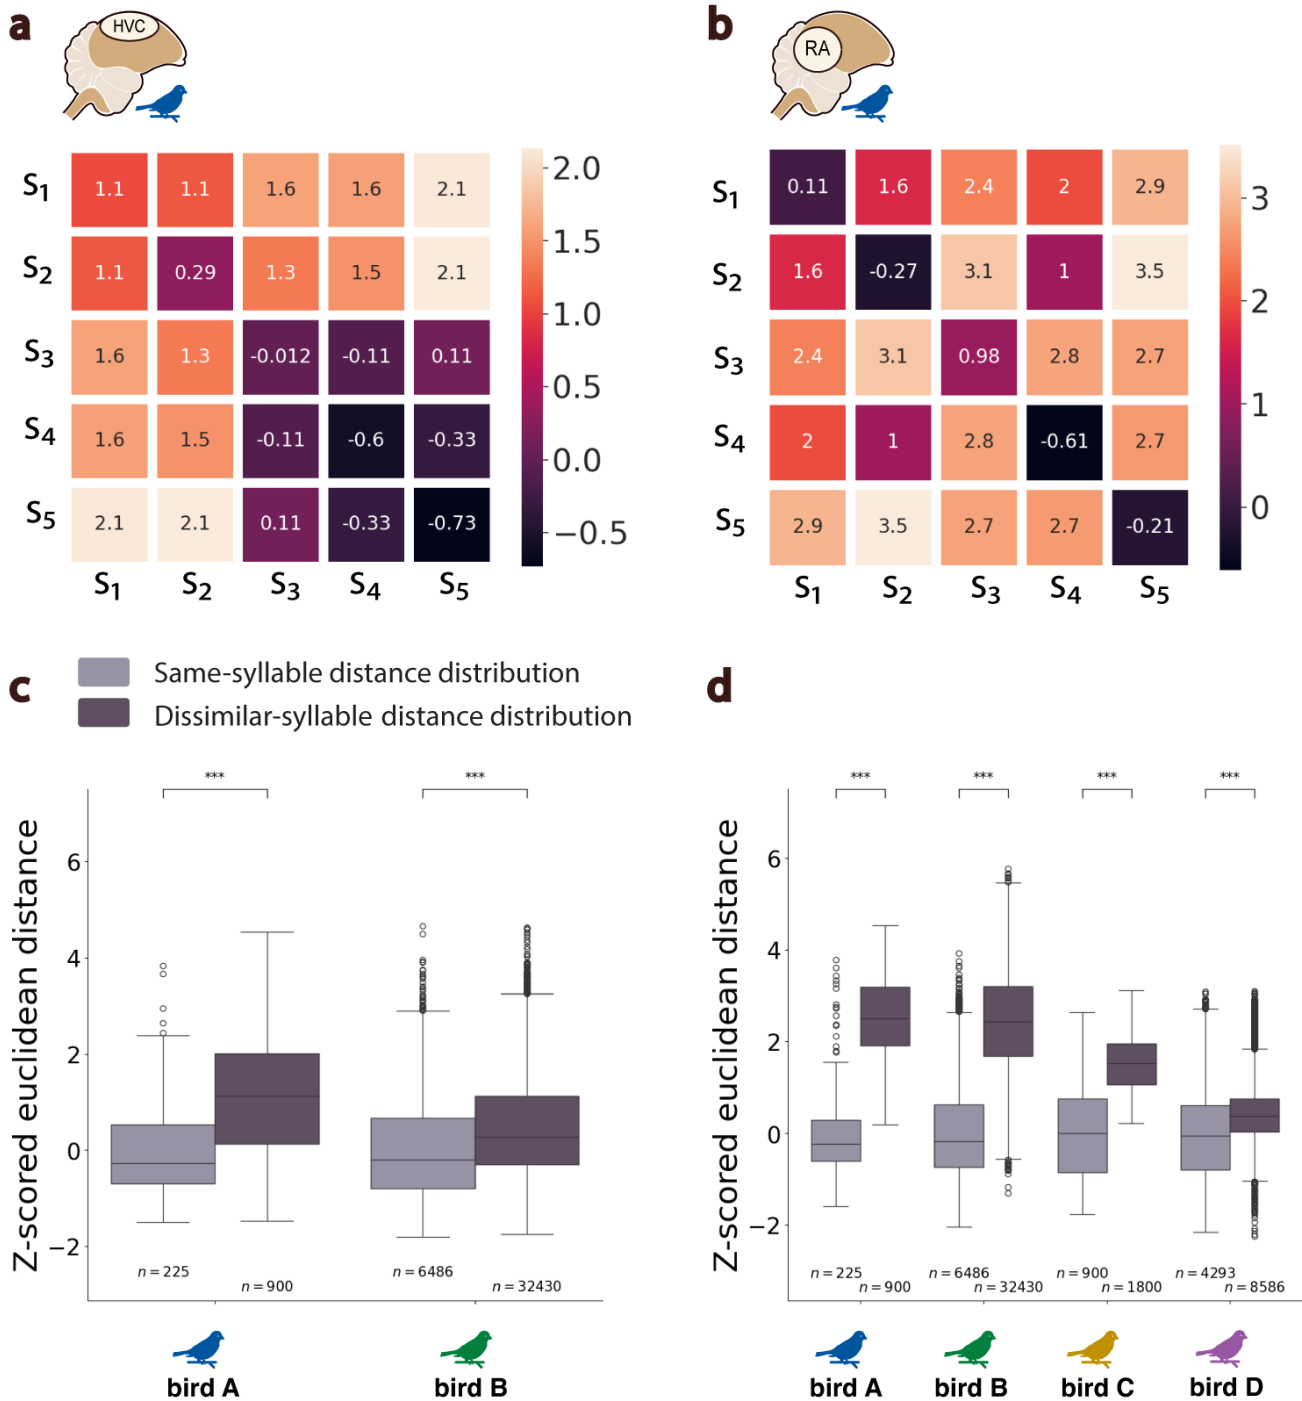 a
HVC
S1 1.1 1.1 1.6 1.6 2.1
S2 1.1 0.29 1.3 1.5 2.1
S3 1.6 1.3 -0.012 -0.11 0.11
S4 1.6 1.5 -0.11 -0.6 -0.33
S5 2.1 2.1 0.11 -0.33 -0.73
S1 S2 S3 S4 S5
2.0
1.5
1.0
0.5
0.0
−0.5
b
RA
S1 0.11 1.6 2.4 2 2.9
S2 1.6 -0.27 3.1 1 3.5
S3 2.4 3.1 0.98 2.8 2.7
S4 2 1 2.8 -0.61 2.7
S5 2.9 3.5 2.7 2.7 -0.21
S1 S2 S3 S4 S5
3
2
1
0
c
Same-syllable distance distribution
Dissimilar-syllable distance distribution
*** ***
Z-scored euclidean distance
6
4
2
0
−2
n = 225 n = 900 n = 6486 n = 32430
bird A bird B
d
*** *** *** ***
Z-scored euclidean distance
6
4
2
0
−2
n = 225 n = 900 n = 6486 n = 32430 n = 900 n = 1800 n = 4293 n = 8586
bird A bird B bird C bird D